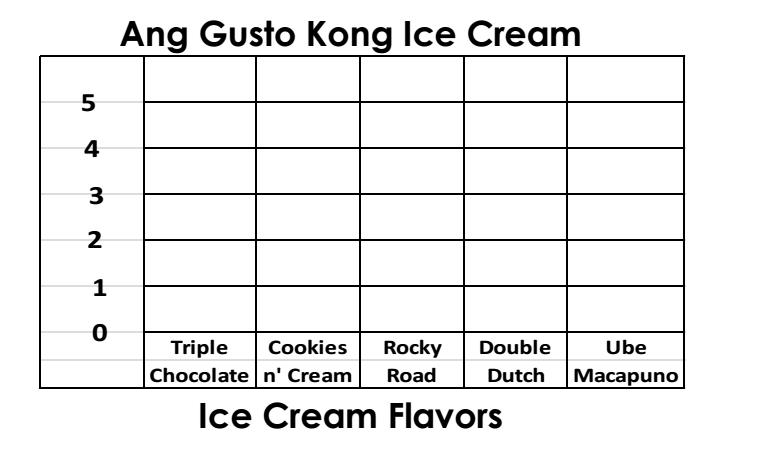 Ang Gusto Kong Ice Cream
5
4
3
2
1
0
Triple Cookies Rocky Double Ube
Chocolate n' Cream Road Dutch Macapuno
Ice Cream Flavors